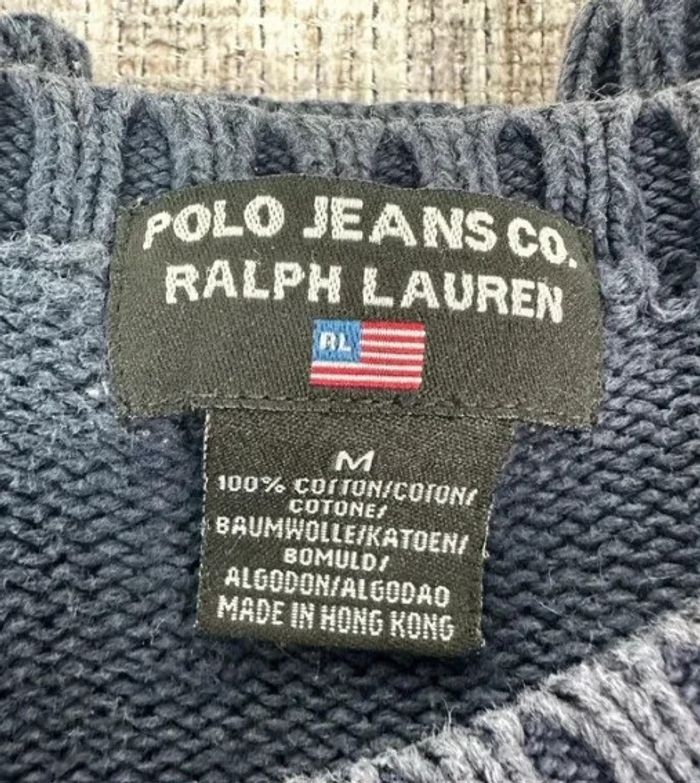 POLO JEANS CO.
RALPH LAUREN
RL
M
100% COTTON/COTON/
COTONE/
BAUMWOLLE/KATOEN/
BOMULD/
ALGODON/ALGODAO
MADE IN HONG KONG